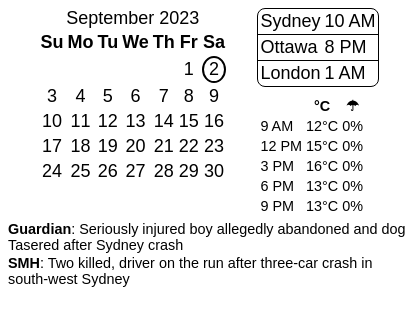 September 2023
Su Mo Tu We Th Fr Sa
1 2
3 4 5 6 7 8 9
10 11 12 13 14 15 16
17 18 19 20 21 22 23
24 25 26 27 28 29 30
Sydney 10 AM
Ottawa 8 PM
London 1 AM
°C ☂
9 AM 12°C 0%
12 PM 15°C 0%
3 PM 16°C 0%
6 PM 13°C 0%
9 PM 13°C 0%
Guardian: Seriously injured boy allegedly abandoned and dog
Tasered after Sydney crash
SMH: Two killed, driver on the run after three-car crash in
south-west Sydney